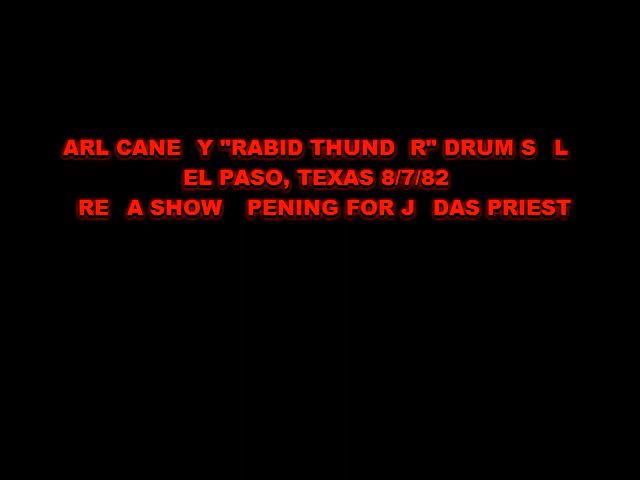 ARL CANE Y "RABID THUND R" DRUM S L
EL PASO, TEXAS 8/7/82
RE A SHOW PENING FOR J DAS PRIEST